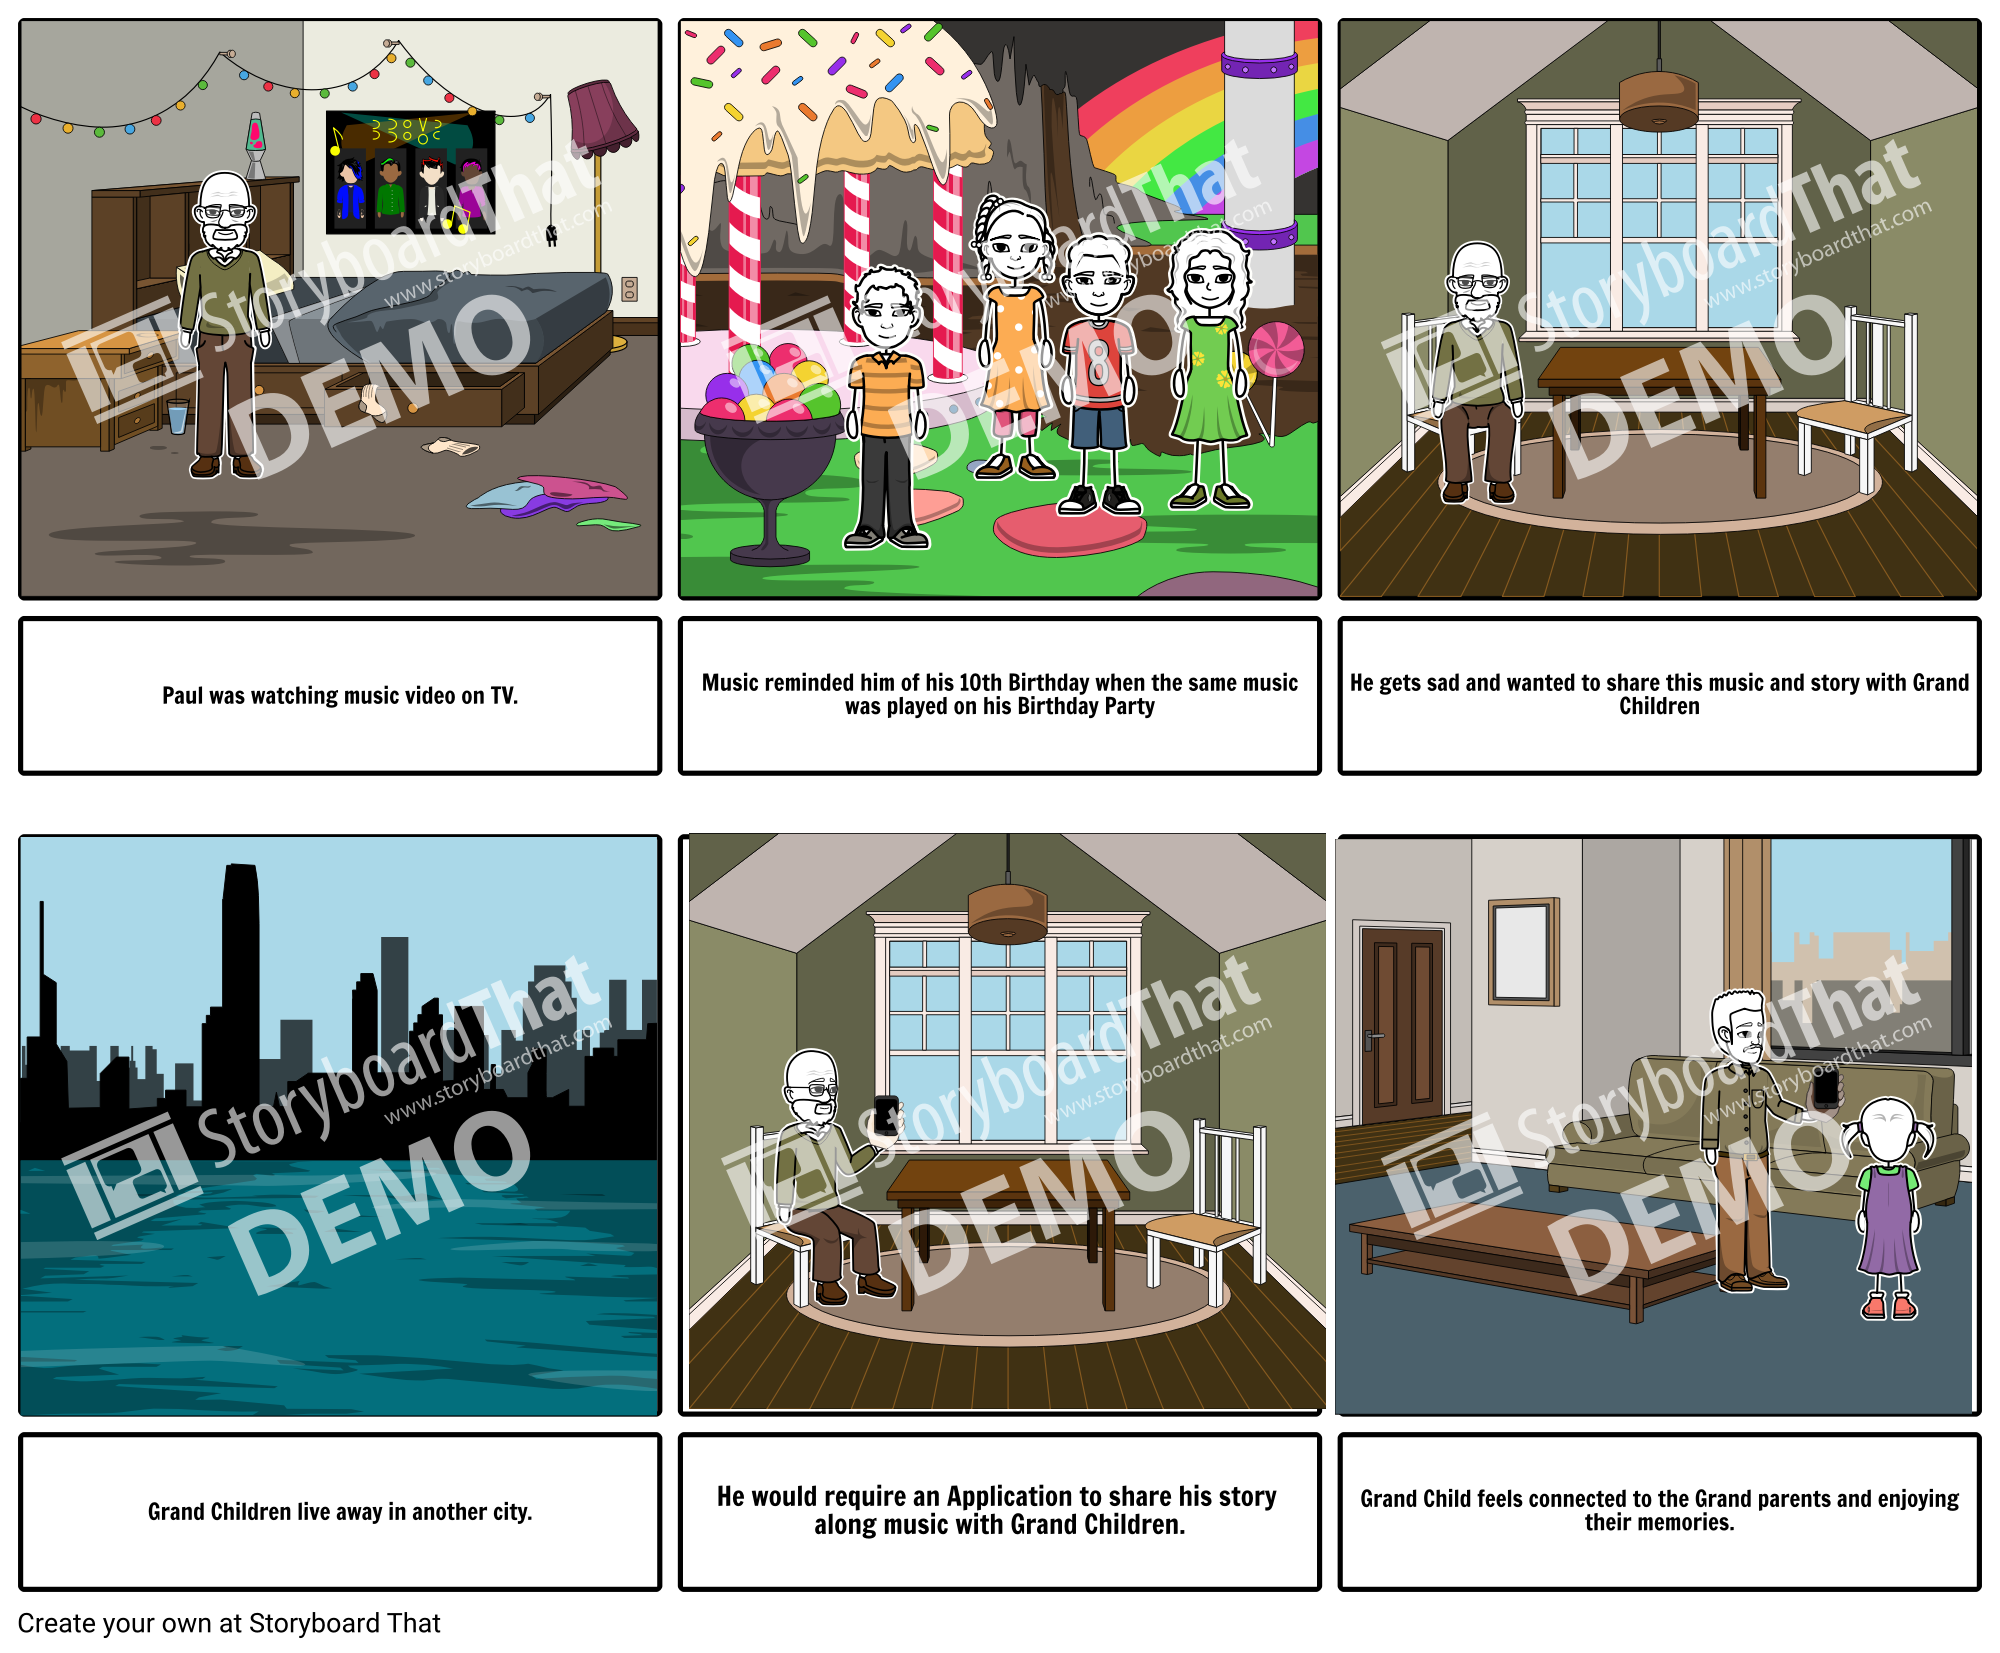 StoryboardThat
www.storyboardthat.com
DEMO
StoryboardThat
www.storyboardthat.com
DEMO
8
StoryboardThat
www.storyboardthat.com
DEMO
Paul was watching music video on TV.
Music reminded him of his 10th Birthday when the same music
was played on his Birthday Party
He gets sad and wanted to share this music and story with Grand
Children
StoryboardThat
www.storyboardthat.com
DEMO
StoryboardThat
www.storyboardthat.com
DEMO
StoryboardThat
www.storyboardthat.com
DEMO
Grand Children live away in another city.
He would require an Application to share his story
along music with Grand Children.
Grand Child feels connected to the Grand parents and enjoying
their memories.
Create your own at Storyboard That